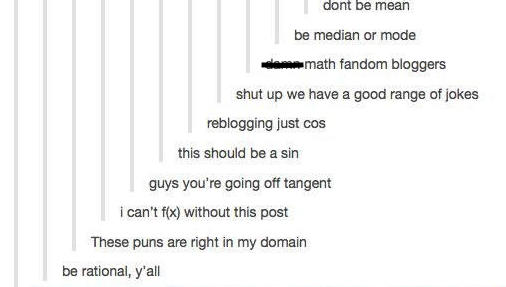 dont be mean
be median or mode
math fandom bloggers
shut up we have a good range of jokes
reblogging just cos
this should be a sin
guys you're going off tangent
i can't f(x) without this post
These puns are right in my domain
be rational, y'all